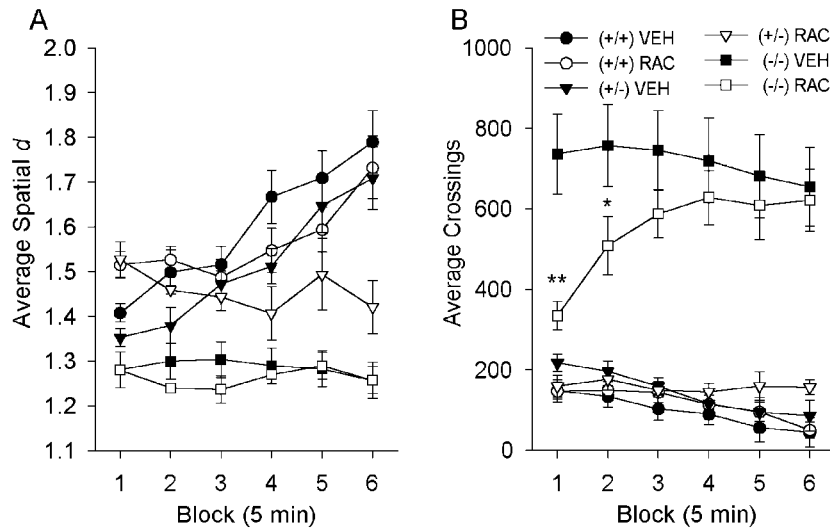 A
Average Spatial d
2.0
1.9
1.8
1.7
1.6
1.5
1.4
1.3
1.2
1.1
1 2 3 4 5 6
Block (5 min)
B
Average Crossings
1000
800
600
400
200
0
(+/+) VEH
(+/+) RAC
(+/-) VEH
(+/-) RAC
(-/-) VEH
(-/-) RAC
**
*
1 2 3 4 5 6
Block (5 min)